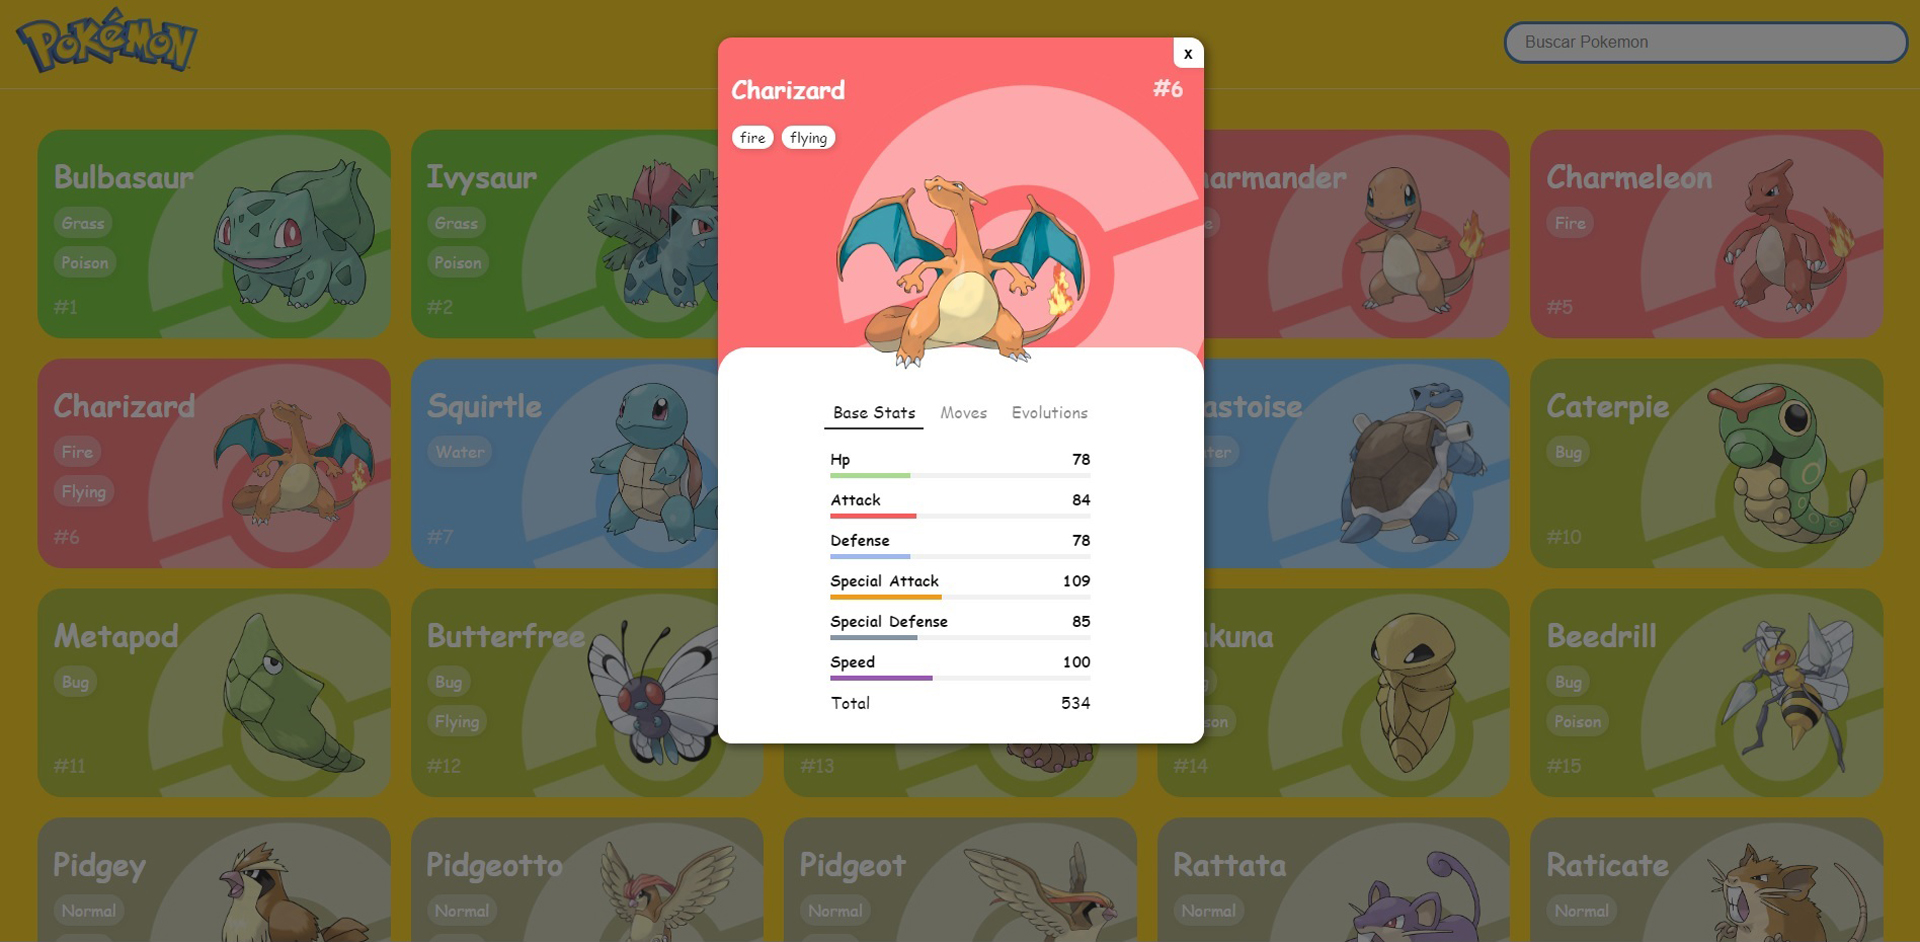 POKÉMON
Buscar Pokemon
x
Charizard
#6
fire flying
Base Stats Moves Evolutions
Hp 78
Attack 84
Defense 78
Special Attack 109
Special Defense 85
Speed 100
Total 534
Bulbasaur
Grass
Poison
#1
Ivysaur
Grass
Poison
#2
harmander
e
Charmeleon
Fire
#5
Charizard
Fire
Flying
#6
Squirtle
Water
#7
astoise
ter
Caterpie
Bug
#10
Metapod
Bug
#11
Butterfree
Bug
Flying
#12
#13
akuna
g
son
#14
Beedrill
Bug
Poison
#15
Pidgey
Normal
Pidgeotto
Normal
Pidgeot
Normal
Rattata
Normal
Raticate
Normal